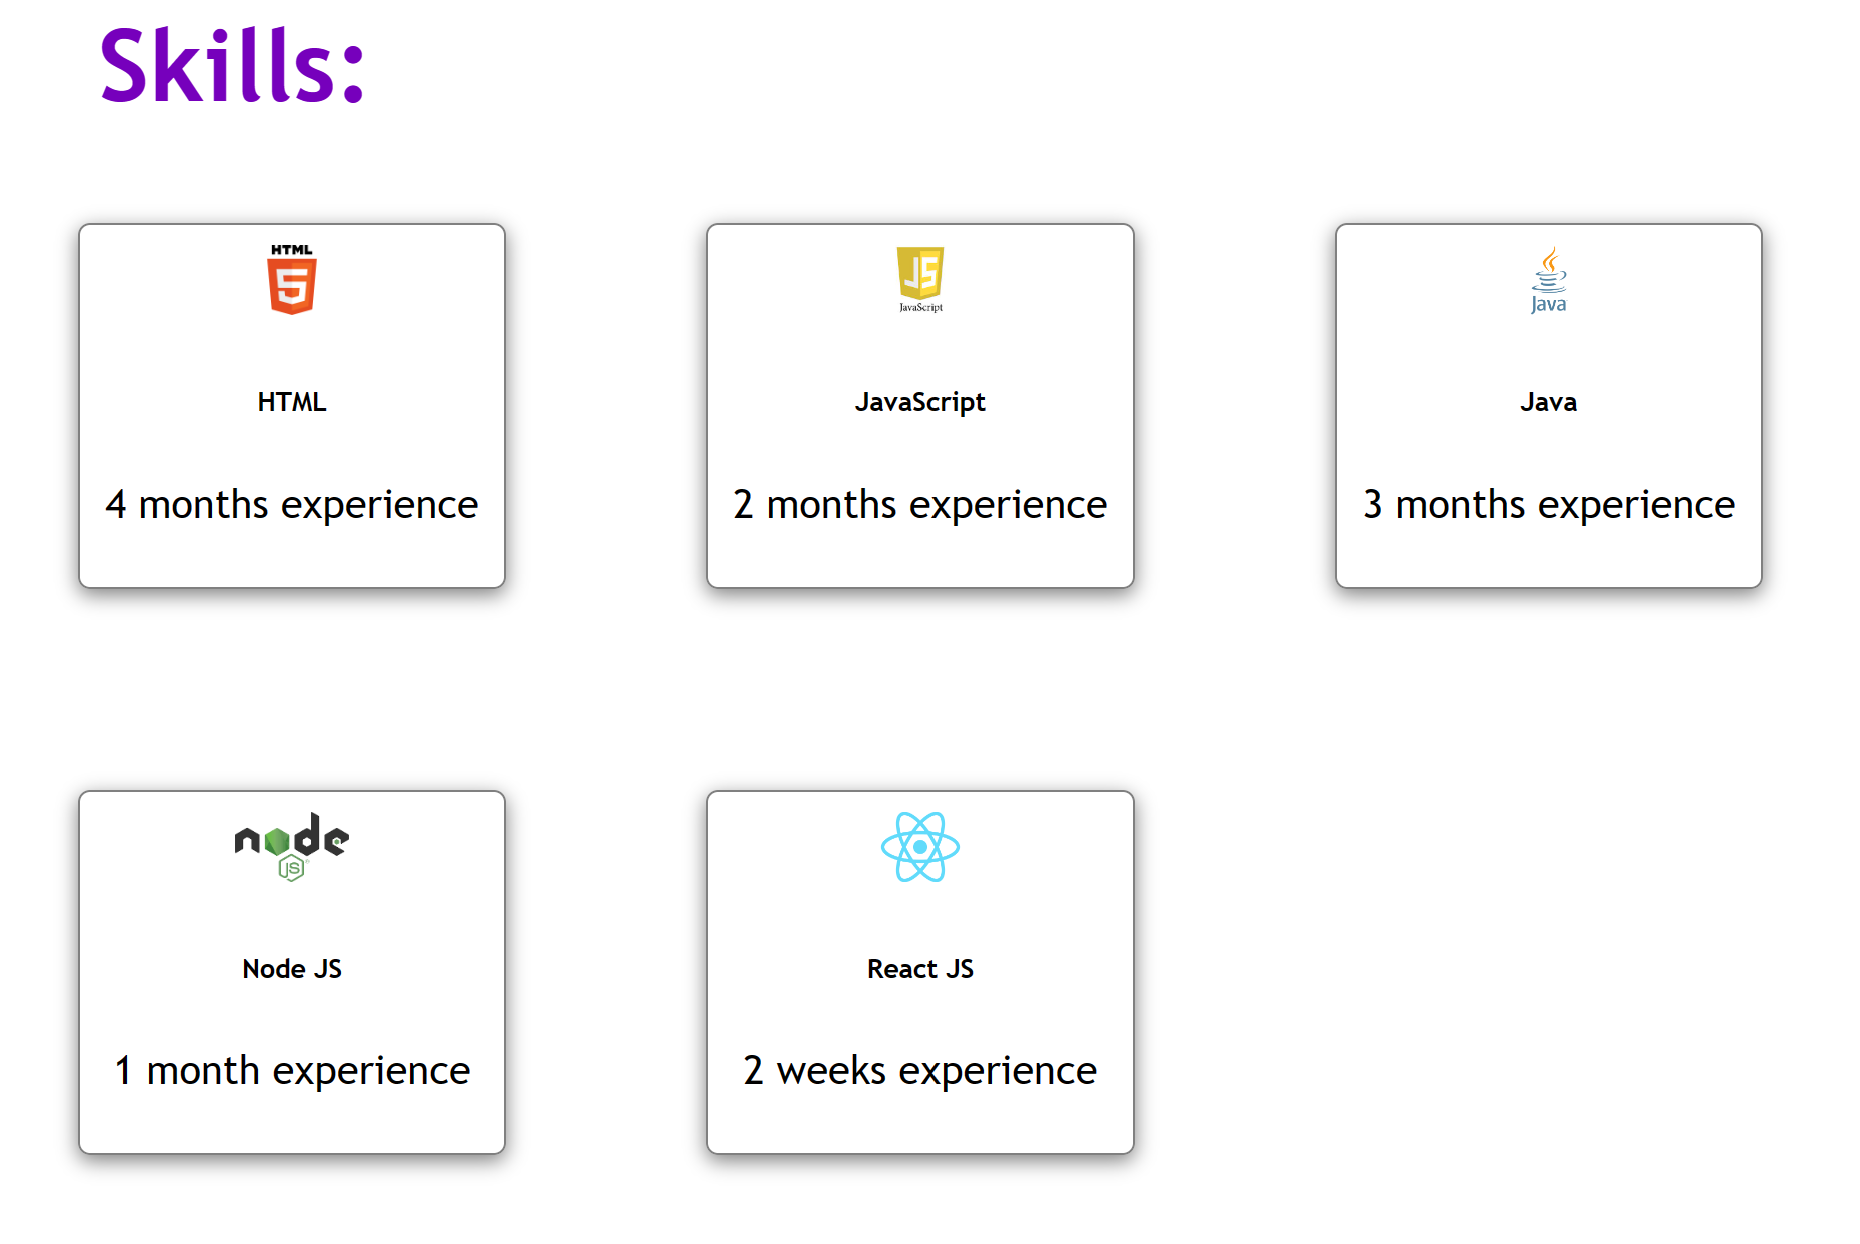 Skills:
HTML
5
HTML
4 months experience
JS
JavaScript
JavaScript
2 months experience
Java
Java
3 months experience
node
JS
Node JS
1 month experience
React JS
2 weeks experience